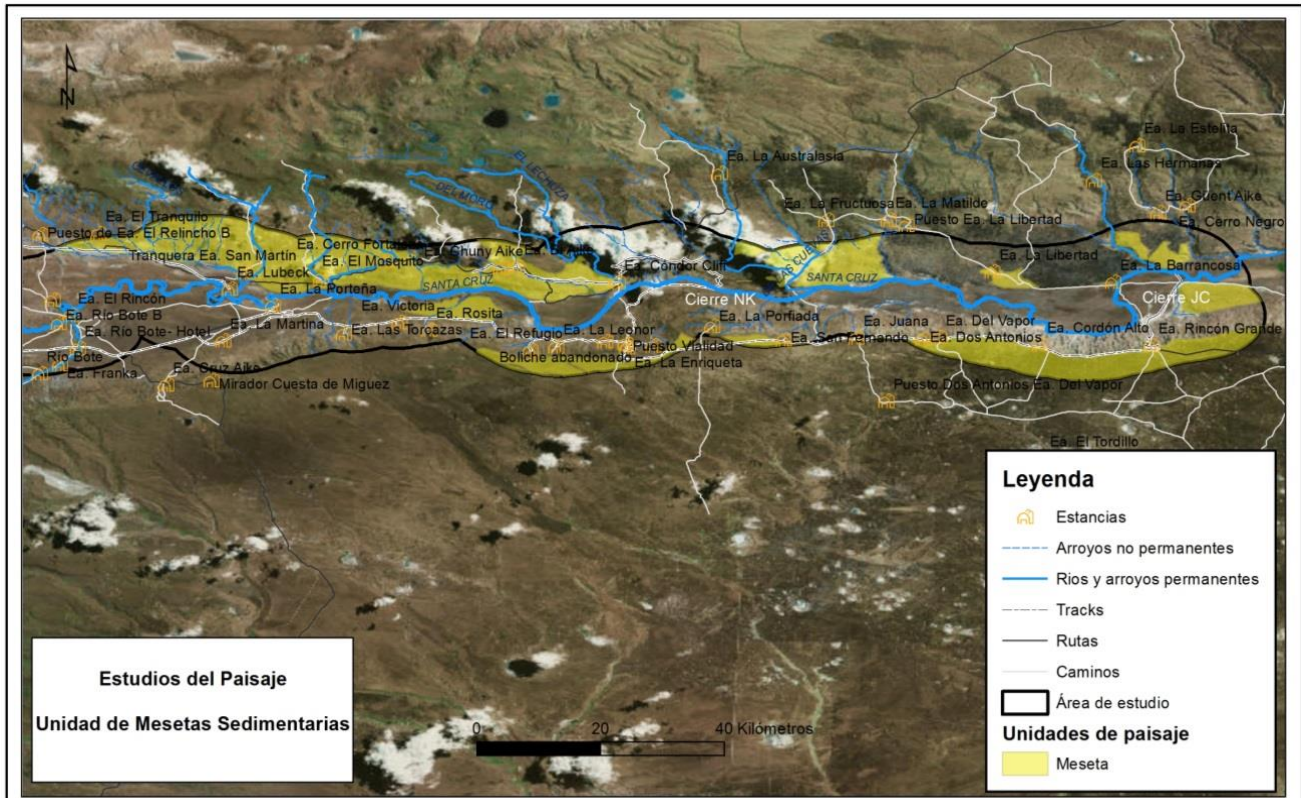 N
Ea. La Estelita
Ea. La Australasia
Ea. Las Hermanas
EL LECHUZA
DEL MORO
Ea. La Fructuosa
Ea. La Matilde
Ea. Güent Aike
Ea. El Tranquilo
Puesto Ea. La Libertad
Ea. Cerro Negro
Puesto de Ea. El Relincho B
Ea. Cerro Fortaleza
Tranquera Ea. San Martín
Ea. Chuny Aike
Ea. La Libertad
Ea. La Barrancosa
Ea. El Mosquito
Ea. Condor Cliff
Ea. Lubeck
SANTA CRUZ
SANTA CRUZ
Ea. La Porteña
Cierre NK
Cierre JC
Ea. El Rincón
Ea. Victoria
Ea. Rosita
Ea. La Porfiada
Ea. Río Bote B
Ea. La Martina
Ea. Juana
Ea. Del Vapor
Ea. Río Bote- Hotel
Ea. Las Torcazas
Ea. El Refugio
Ea. La Leonor
Ea. San Fernando
Ea. Dos Antonios
Ea. Cordón Alto
Ea. Rincón Grande
Río Bote
Boliche abandonado
Puesto Vialidad
Ea. La Enriqueta
Ea. Franka
Ea. Cruz Aike
Mirador Cuesta de Miguez
Puesto Dos Antonios
Ea. Del Vapor
Ea. El Tordillo
Leyenda
Estancias
Arroyos no permanentes
Rios y arroyos permanentes
Tracks
Rutas
Caminos
Área de estudio
Unidades de paisaje
Meseta
Estudios del Paisaje
Unidad de Mesetas Sedimentarias
0 20 40 Kilómetros